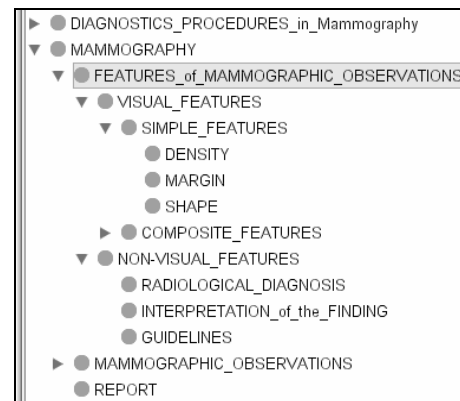 DIAGNOSTICS_PROCEDURES_in_Mammography
MAMMOGRAPHY
FEATURES_of_MAMMOGRAPHIC_OBSERVATIONS
VISUAL_FEATURES
SIMPLE_FEATURES
DENSITY
MARGIN
SHAPE
COMPOSITE_FEATURES
NON-VISUAL_FEATURES
RADIOLOGICAL_DIAGNOSIS
INTERPRETATION_of_the_FINDING
GUIDELINES
MAMMOGRAPHIC_OBSERVATIONS
REPORT